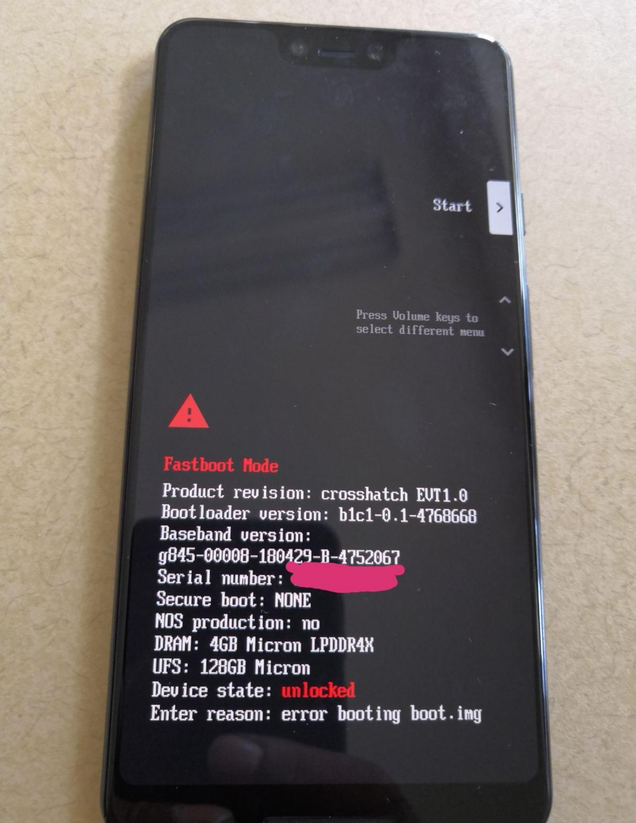 Start
Press Volume keys to
select different menu
Fastboot Mode
Product revision: crosshatch EVT1.0
Bootloader version: b1c1-0.1-4768668
Baseband version:
g845-00008-180429-B-4752067
Serial number:
Secure boot: NONE
NOS production: no
DRAM: 4GB Micron LPDDR4X
UFS: 128GB Micron
Device state: unlocked
Enter reason: error booting boot.img